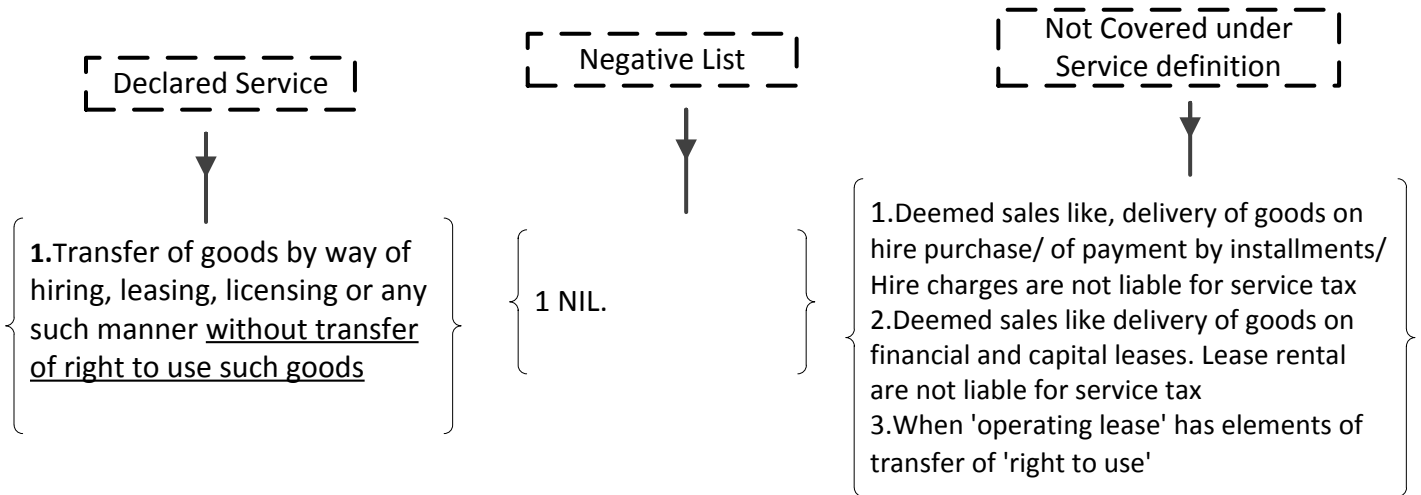 Declared Service
Negative List
Not Covered under
Service definition
1.Transfer of goods by way of
hiring, leasing, licensing or any
such manner without transfer
of right to use such goods
1 NIL.
1.Deemed sales like, delivery of goods on
hire purchase/ of payment by installments/
Hire charges are not liable for service tax
2.Deemed sales like delivery of goods on
financial and capital leases. Lease rental
are not liable for service tax
3.When 'operating lease' has elements of
transfer of 'right to use'